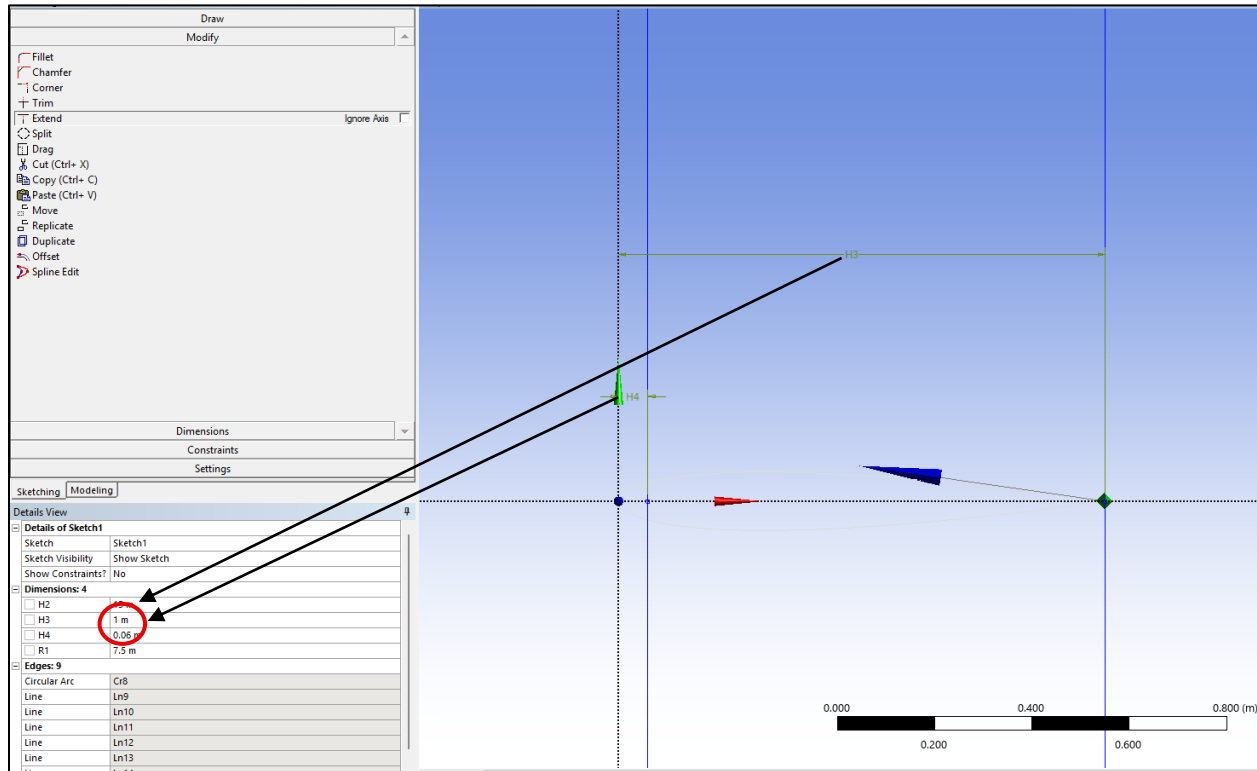 Draw
Modify
Fillet
Chamfer
Corner
Trim
Extend Ignore Axis
Split
Drag
Cut (Ctrl+ X)
Copy (Ctrl+ C)
Paste (Ctrl+ V)
Move
Replicate
Duplicate
Offset
Spline Edit
Dimensions
Constraints
Settings
Sketching Modeling
Details View
Details of Sketch1
Sketch Sketch1
Sketch Visibility Show Sketch
Show Constraints? No
Dimensions: 4
H2
H3 1 m
H4 0.06 m
R1 7.5 m
Edges: 9
Circular Arc Cr8
Line Ln9
Line Ln10
Line Ln11
Line Ln12
Line Ln13
H3
H4
0.000 0.400 0.800 (m)
0.200 0.600